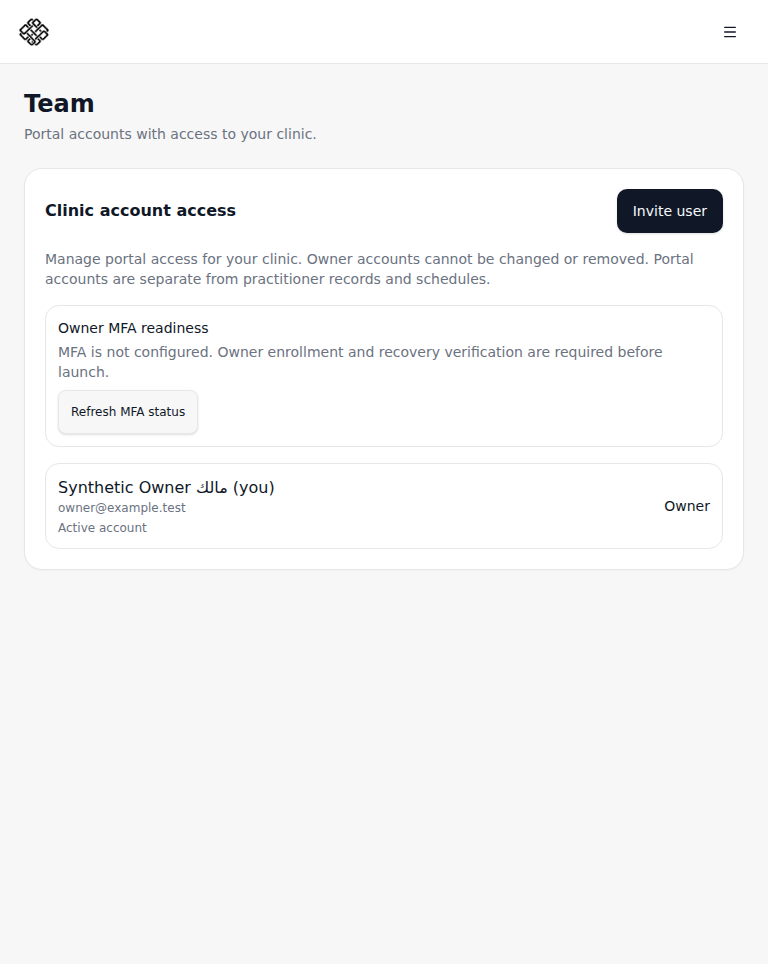 Team
Portal accounts with access to your clinic.
Clinic account access
Invite user
Manage portal access for your clinic. Owner accounts cannot be changed or removed. Portal
accounts are separate from practitioner records and schedules.
Owner MFA readiness
MFA is not configured. Owner enrollment and recovery verification are required before
launch.
Refresh MFA status
Synthetic Owner مالك (you)
owner@example.test
Active account
Owner